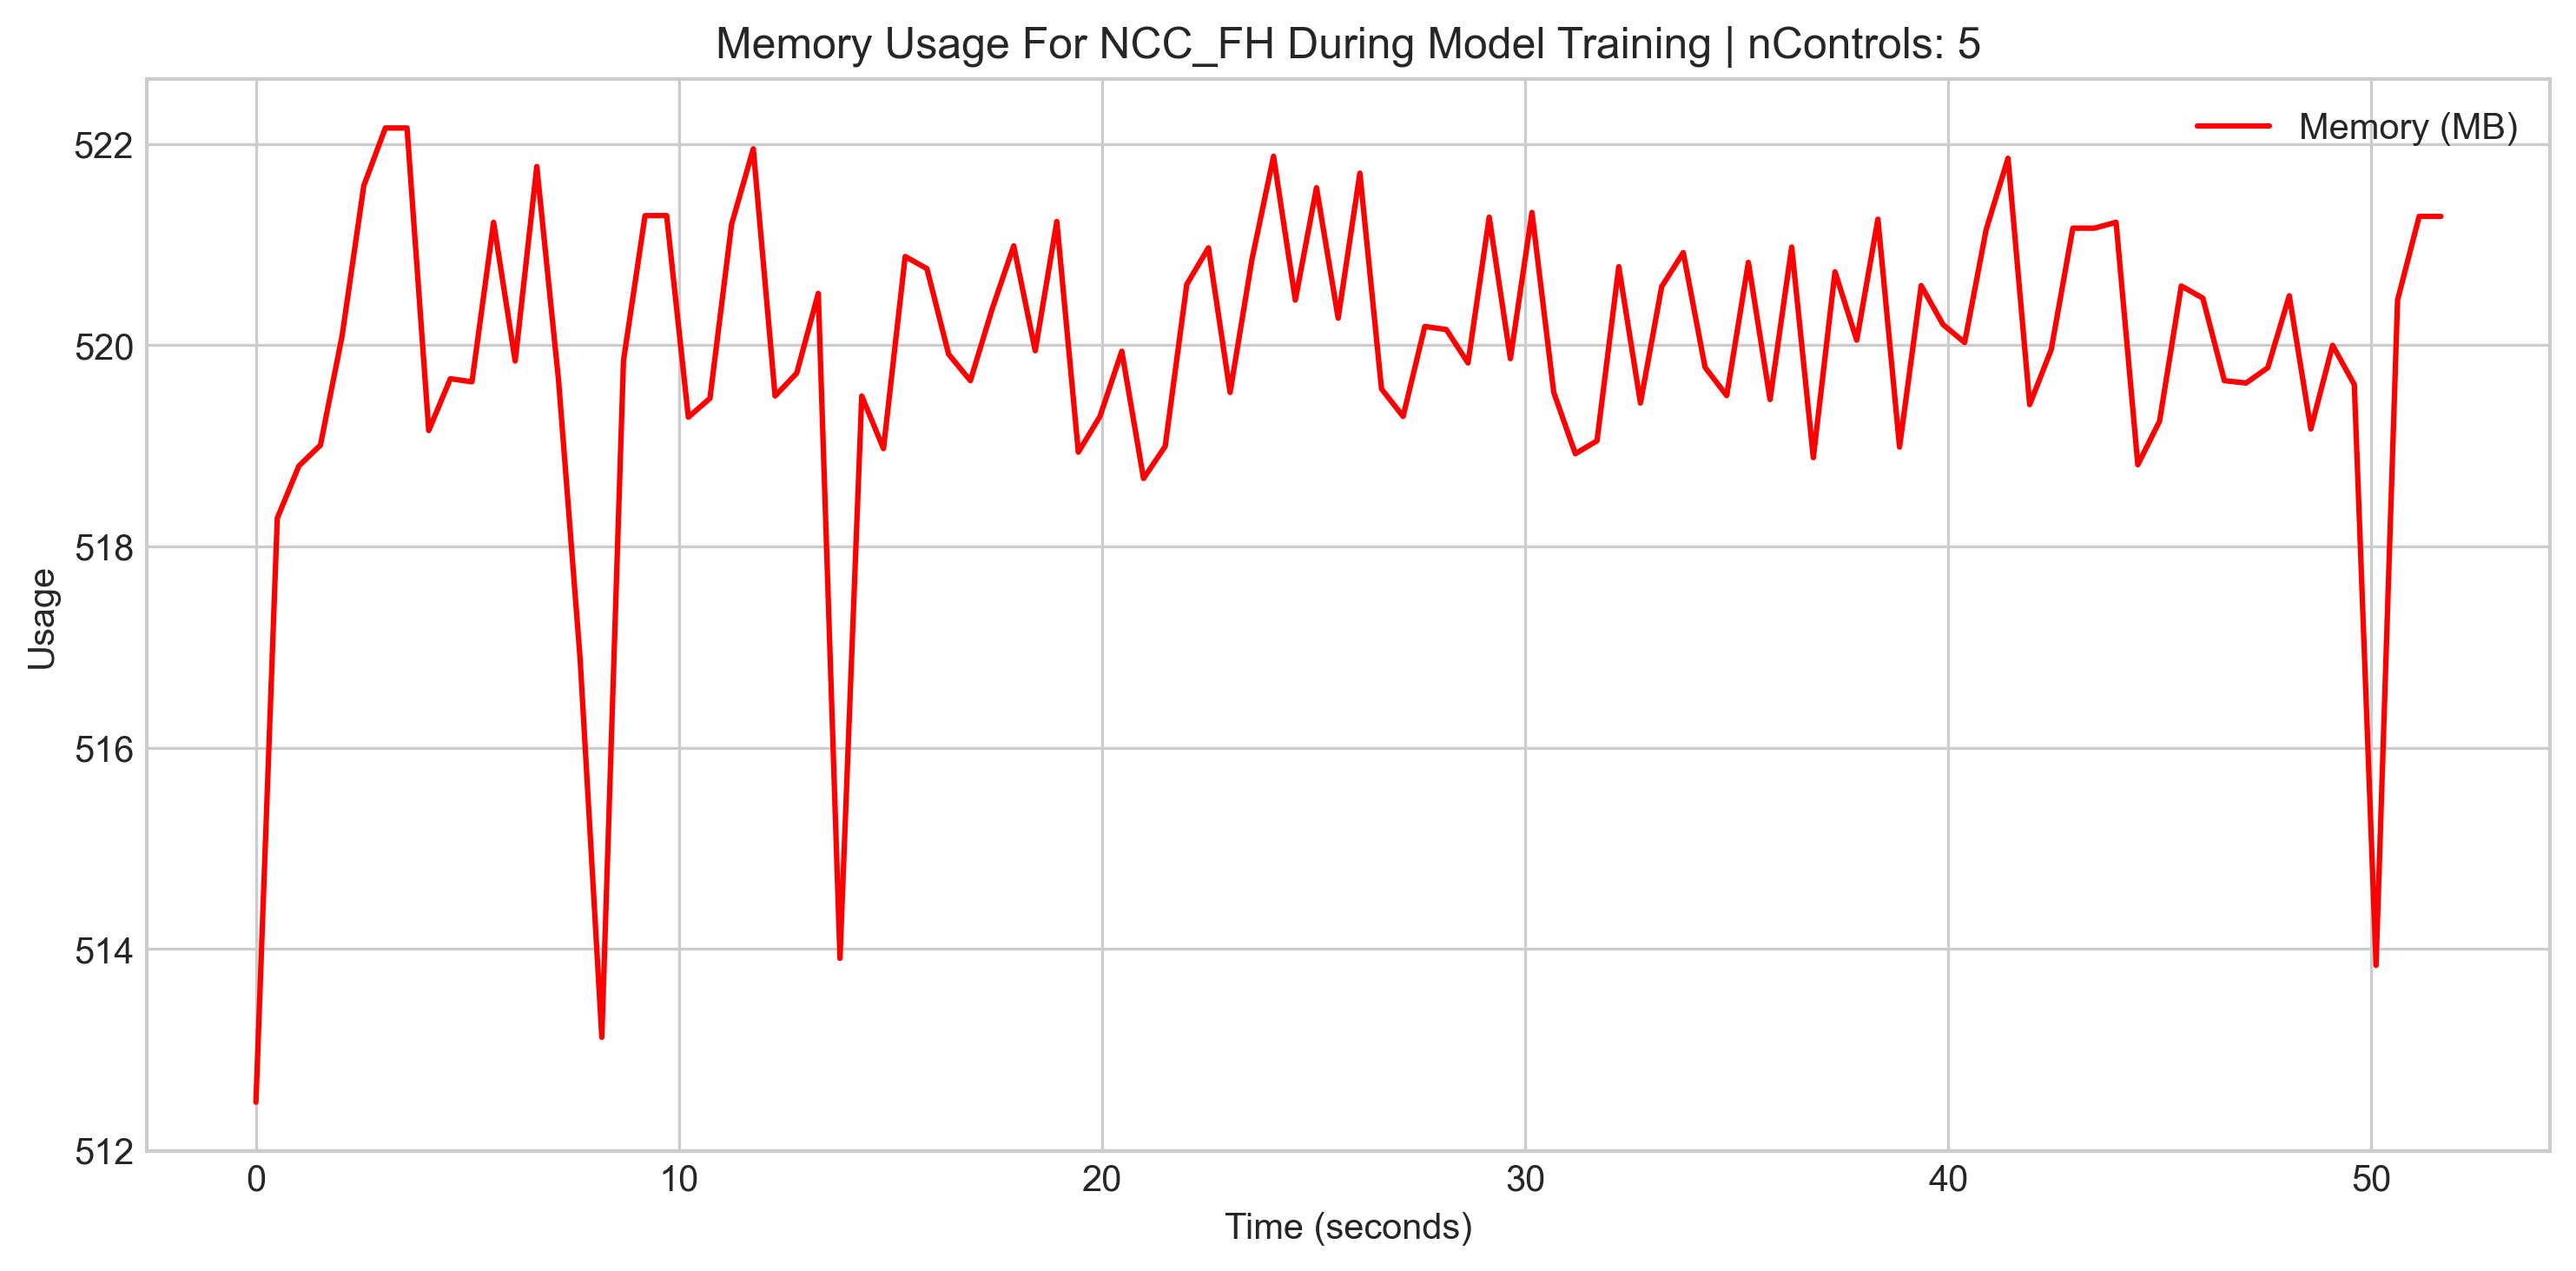 Memory Usage For NCC_FH During Model Training | nControls: 5
Memory (MB)
522
520
518
516
514
512
Usage
0 10 20 30 40 50
Time (seconds)